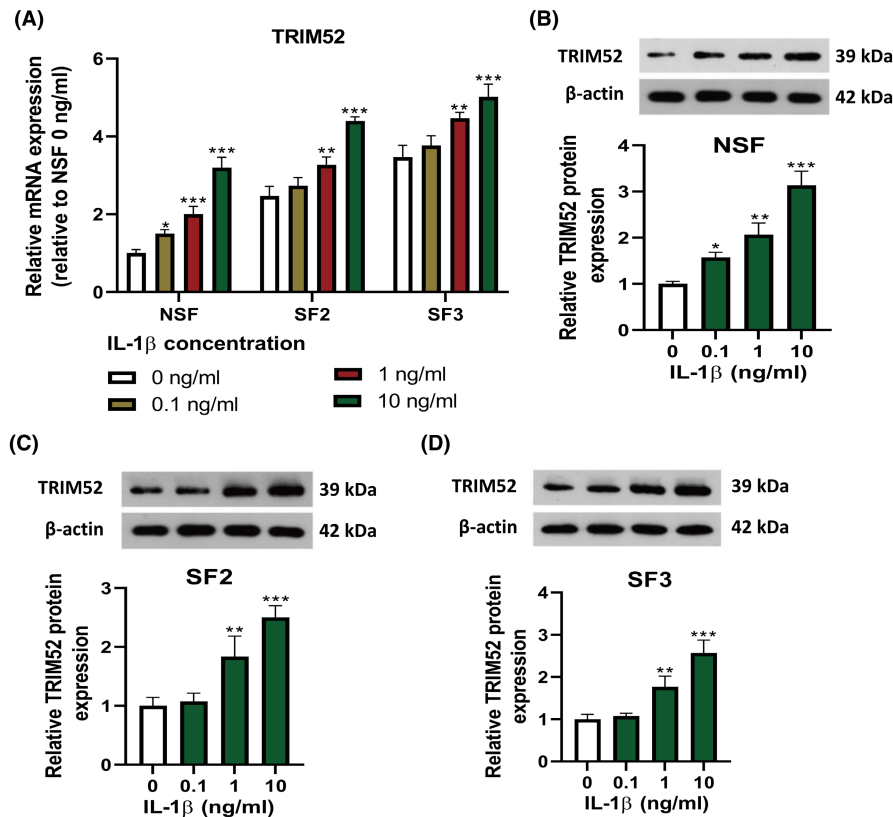 (A)
TRIM52
Relative mRNA expression
(relative to NSF 0 ng/ml)
6
4
2
0
*
***
***
**
***
**
***
NSF SF2 SF3
IL-1β concentration
0 ng/ml
0.1 ng/ml
1 ng/ml
10 ng/ml
(B)
TRIM52 39 kDa
β-actin 42 kDa
NSF
Relative TRIM52 protein
expression
4
3
2
1
0
*
**
***
0 0.1 1 10
IL-1β (ng/ml)
(C)
TRIM52 39 kDa
β-actin 42 kDa
SF2
Relative TRIM52 protein
expression
3
2
1
0
**
***
0 0.1 1 10
IL-1β (ng/ml)
(D)
TRIM52 39 kDa
β-actin 42 kDa
SF3
Relative TRIM52 protein
expression
4
3
2
1
0
**
***
0 0.1 1 10
IL-1β (ng/ml)